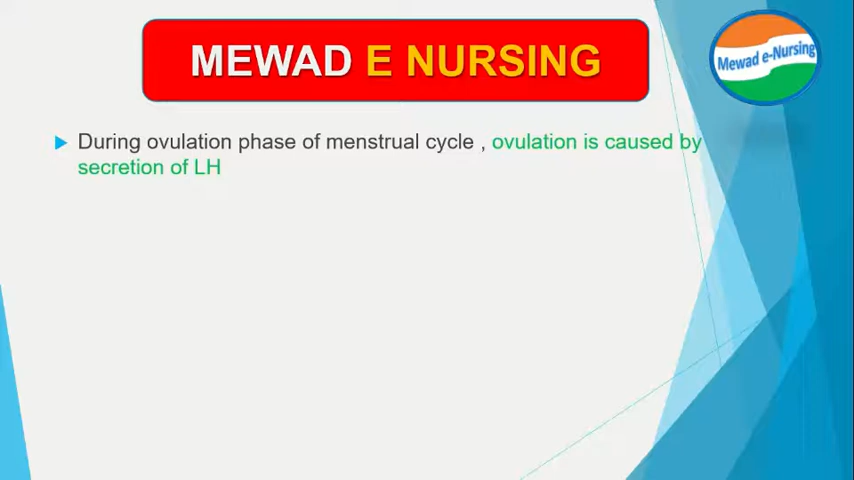 MEWAD E NURSING
Mewad e-Nursing
During ovulation phase of menstrual cycle , ovulation is caused by
secretion of LH